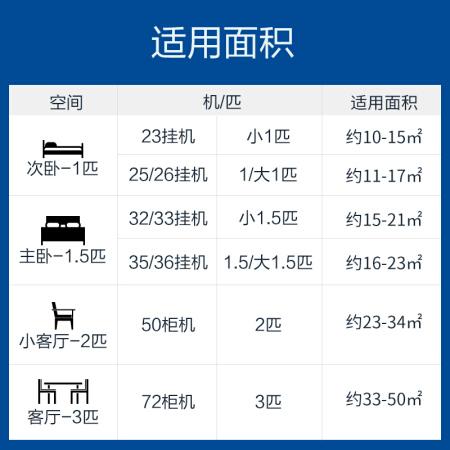 适用面积
空间 机/匹 适用面积
次卧-1匹
23挂机 小1匹 约10-15㎡
25/26挂机 1/大1匹 约11-17㎡
主卧-1.5匹
32/33挂机 小1.5匹 约15-21㎡
35/36挂机 1.5/大1.5匹 约16-23㎡
小客厅-2匹 50柜机 2匹 约23-34㎡
客厅-3匹 72柜机 3匹 约33-50㎡